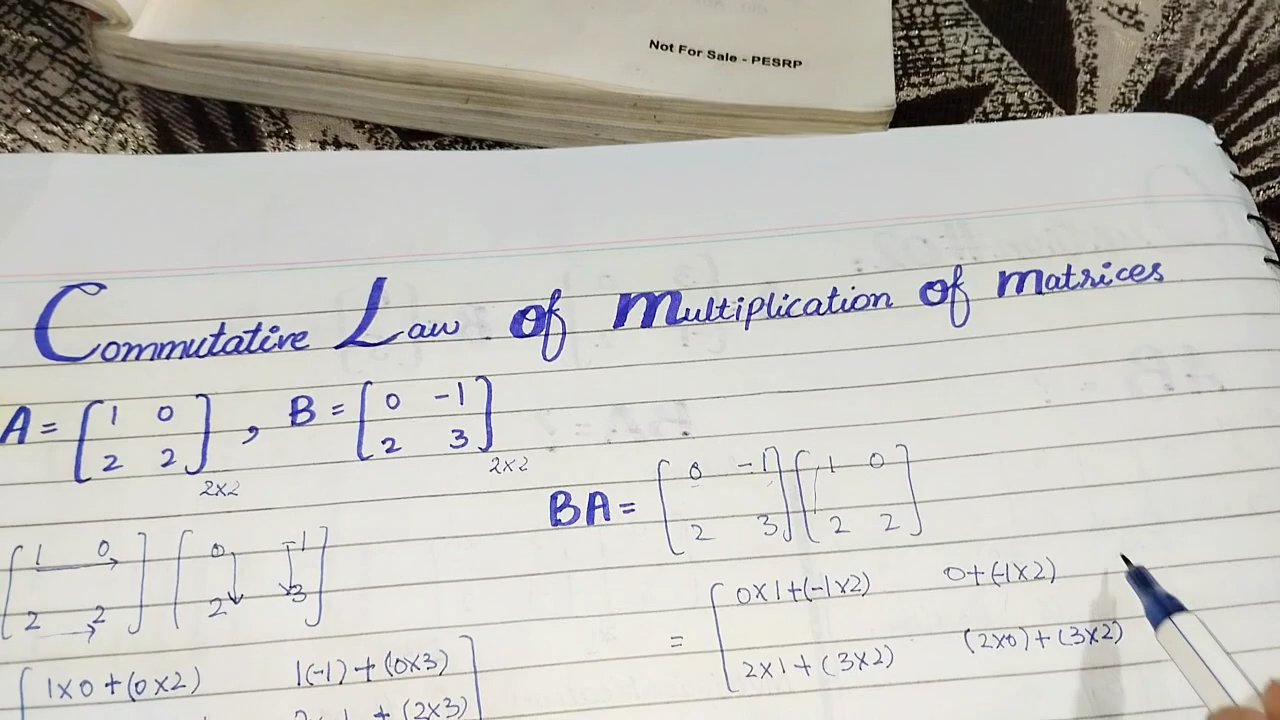 Not For Sale - PESRP
Commutative Law of Multiplication of Matrices
A = [1 0
2 2] 2x2 , B = [0 -1
2 3] 2x2
[1 0
2 2] [0 -1
2 3]
[1x0+(0x2) 1(-1)+(0x3)
+(2x3)]
BA = [0 -1
2 3] [1 0
2 2]
= [0x1+(-1x2) 0+(-1x2)
2x1+(3x2) (2x0)+(3x2)